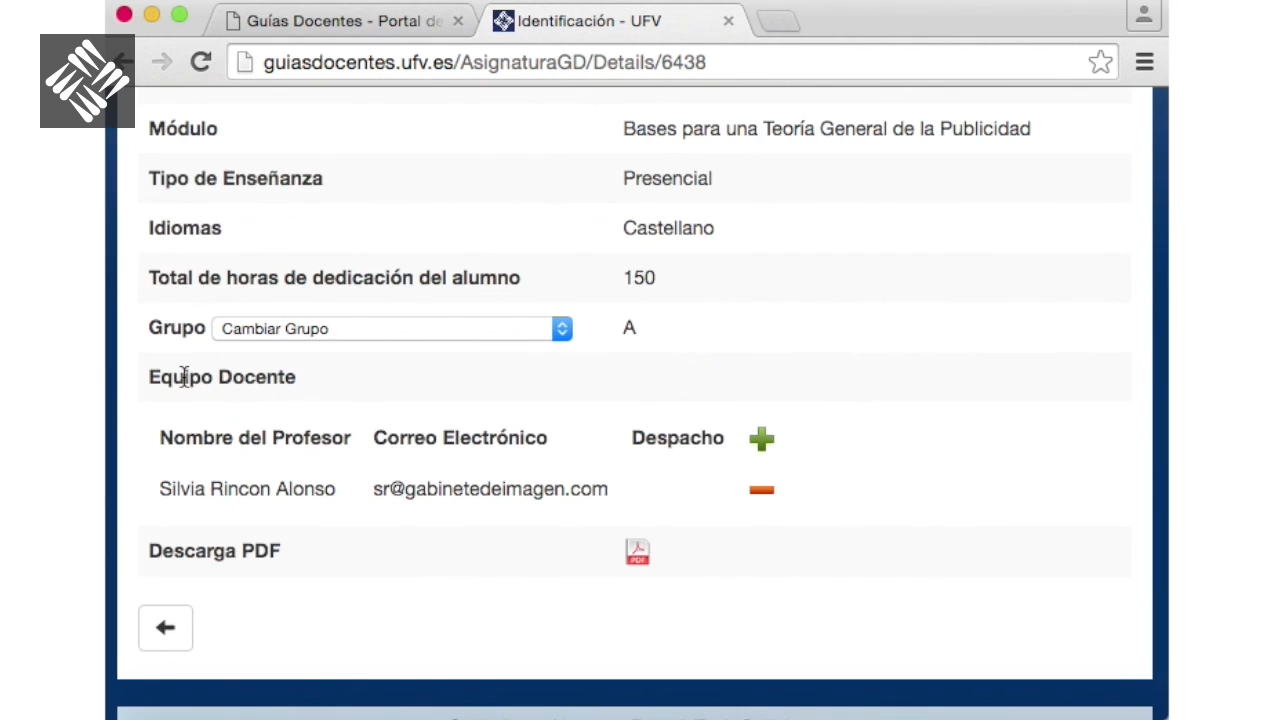 Guías Docentes - Portal de
Identificación - UFV
guiasdocentes.ufv.es/AsignaturaGD/Details/6438
Módulo Bases para una Teoría General de la Publicidad
Tipo de Enseñanza Presencial
Idiomas Castellano
Total de horas de dedicación del alumno 150
Grupo Cambiar Grupo A
Equipo Docente
Nombre del Profesor Correo Electrónico Despacho
Silvia Rincon Alonso sr@gabinetedeimagen.com
Descarga PDF PDF